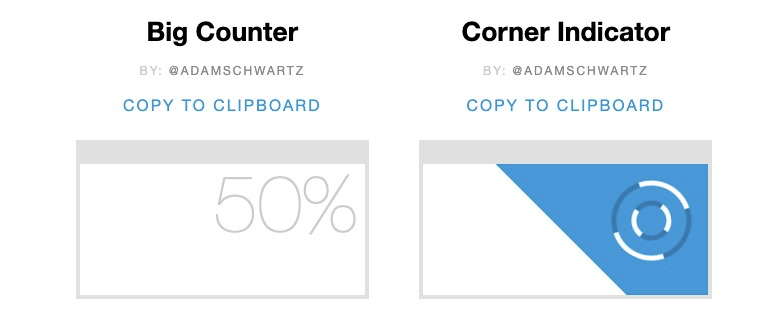 Big Counter
BY: @ADAMSCHWARTZ
COPY TO CLIPBOARD
50%
Corner Indicator
BY: @ADAMSCHWARTZ
COPY TO CLIPBOARD